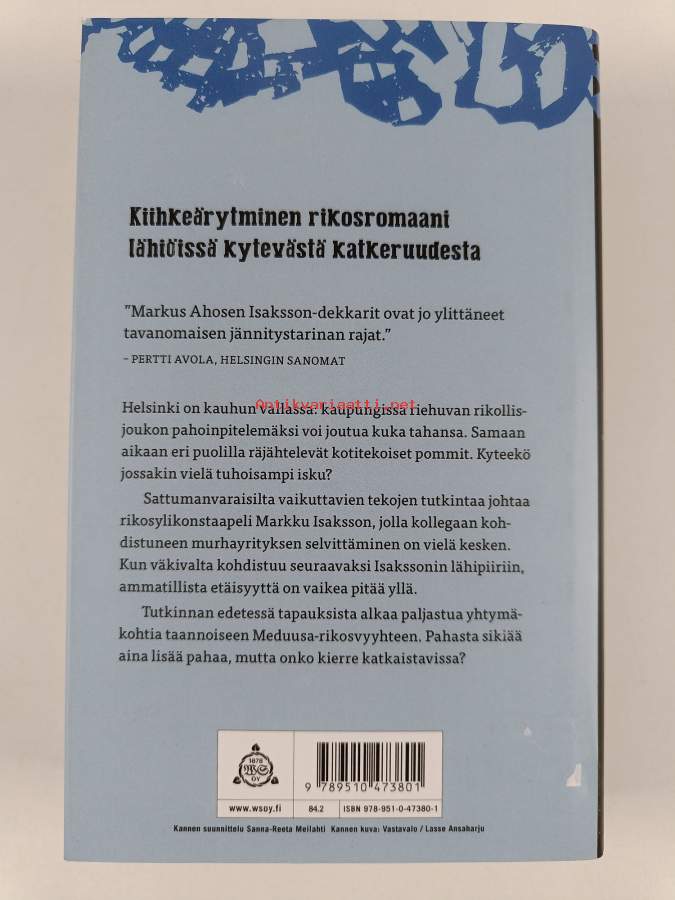 Kiihkeärytminen rikosromaani
lähiöissä kytevästä katkeruudesta
”Markus Ahosen Isaksson-dekkarit ovat jo ylittäneet
tavanomaisen jännitystarinan rajat.”
– PERTTI AVOLA, HELSINGIN SANOMAT
Antikvariaatti.net
Helsinki on kauhun vallassa: kaupungissa riehuvan rikollis-
joukon pahoinpitelemäksi voi joutua kuka tahansa. Samaan
aikaan eri puolilla räjähtelevät kotitekoiset pommit. Kyteekö
jossakin vielä tuhoisampi isku?
Sattumanvaraisilta vaikuttavien tekojen tutkintaa johtaa
rikosylikonstaapeli Markku Isaksson, jolla kollegaan koh-
distuneen murhayrityksen selvittäminen on vielä kesken.
Kun väkivalta kohdistuu seuraavaksi Isakssonin lähipiiriin,
ammatillista etäisyyttä on vaikea pitää yllä.
Tutkinnan edetessä tapauksista alkaa paljastua yhtymä-
kohtia taannoiseen Meduusa-rikosvyyhteen. Pahasta sikiää
aina lisää pahaa, mutta onko kierre katkaistavissa?
1878
WS
OY
9 789510 473801
www.wsoy.fi 84.2 ISBN 978-951-0-47380-1
Kannen suunnittelu Sanna-Reeta Meilahti Kannen kuva: Vastavalo / Lasse Ansaharju